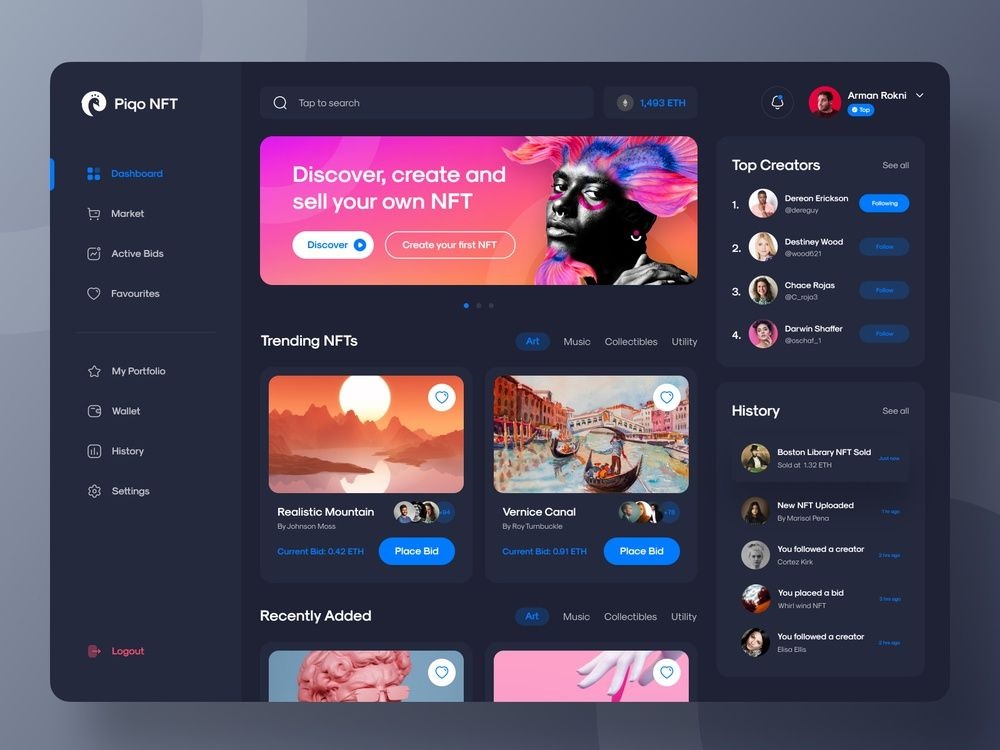 Piqo NFT
Dashboard
Market
Active Bids
Favourites
My Portfolio
Wallet
History
Settings
Logout
Tap to search
1,493 ETH
Arman Rokni
Top
Discover, create and
sell your own NFT
Discover
Create your first NFT
Trending NFTs
Art Music Collectibles Utility
Realistic Mountain
+94
By Johnson Moss
Current Bid: 0.42 ETH
Place Bid
Vernice Canal
+78
By Roy Turnbuckle
Current Bid: 0.91 ETH
Place Bid
Recently Added
Art Music Collectibles Utility
Top Creators
See all
1. Dereon Erickson
@dereguy
Following
2. Destiney Wood
@wood621
Follow
3. Chace Rojas
@C_roja3
Follow
4. Darwin Shaffer
@oschaf_1
Follow
History
See all
Boston Library NFT Sold
Sold at 1.32 ETH
Just now
New NFT Uploaded
By Marisol Pena
1 hr ago
You followed a creator
Cortez Kirk
2 hrs ago
You placed a bid
Whirl wind NFT
3 hrs ago
You followed a creator
Elisa Ellis
2 hrs ago